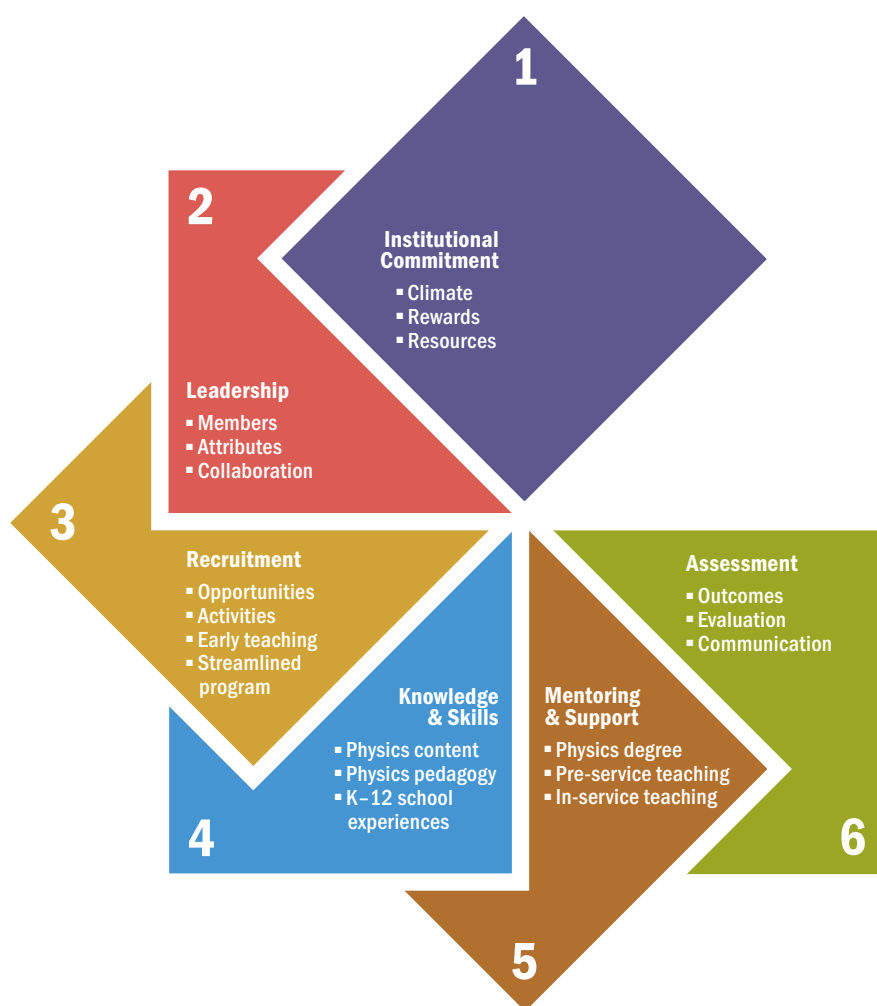 1
Institutional
Commitment
▪ Climate
▪ Rewards
▪ Resources
2
Leadership
▪ Members
▪ Attributes
▪ Collaboration
3
Recruitment
▪ Opportunities
▪ Activities
▪ Early teaching
▪ Streamlined
program
4
Knowledge
& Skills
▪ Physics content
▪ Physics pedagogy
▪ K–12 school
experiences
5
Mentoring
& Support
▪ Physics degree
▪ Pre-service teaching
▪ In-service teaching
6
Assessment
▪ Outcomes
▪ Evaluation
▪ Communication